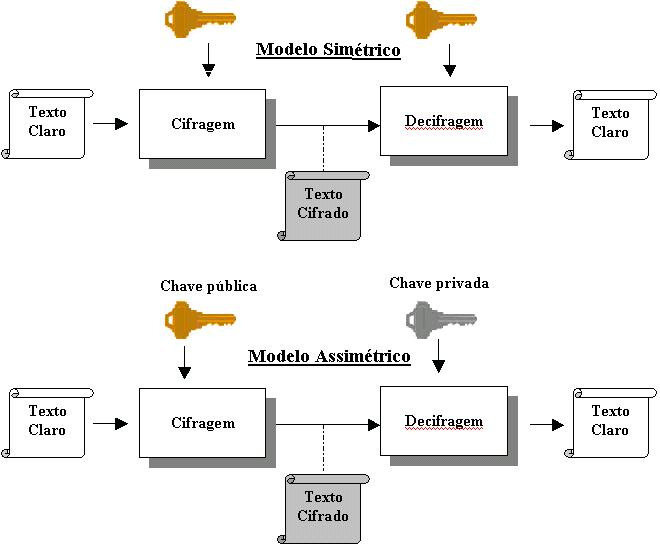 Modelo Simétrico
Texto
Claro
Cifragem
Decifragem
Texto
Claro
Texto
Cifrado
Chave pública
Chave privada
Modelo Assimétrico
Texto
Claro
Cifragem
Decifragem
Texto
Claro
Texto
Cifrado